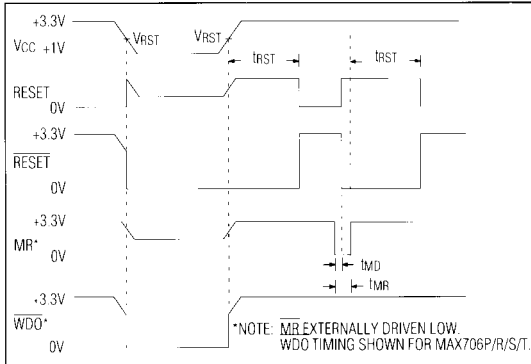 +3.3V
VRST VRST
VCC +1V
tRST tRST
RESET
0V
+3.3V
RESET
0V
+3.3V
MR*
0V
tMD
tMR
+3.3V
WDO*
0V
*NOTE: MR EXTERNALLY DRIVEN LOW.
WDO TIMING SHOWN FOR MAX706P/R/S/T.